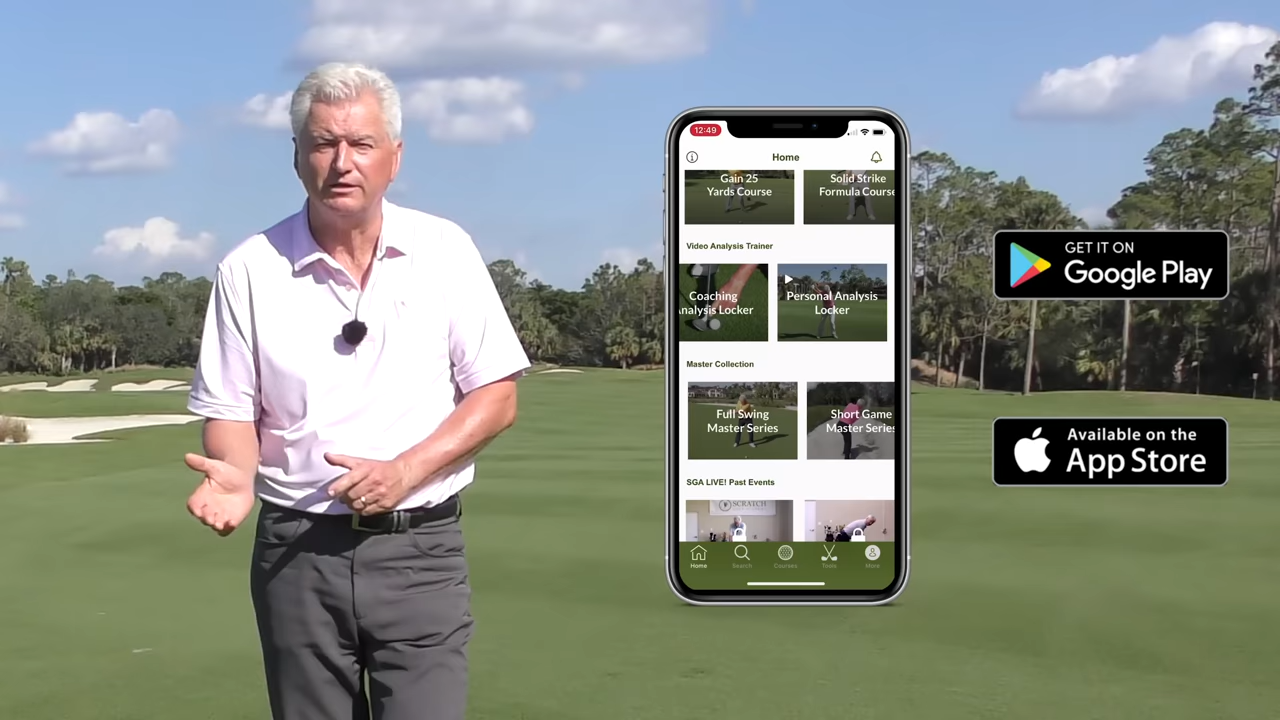 12:49
Home
Gain 25
Yards Course
Solid Strike
Formula Course
Video Analysis Trainer
Coaching
Analysis Locker
Personal Analysis
Locker
Master Collection
Full Swing
Master Series
Short Game
Master Series
SGA LIVE! Past Events
SCRATCH
Home
Search
Courses
Tools
More
GET IT ON
Google Play
Available on the
App Store